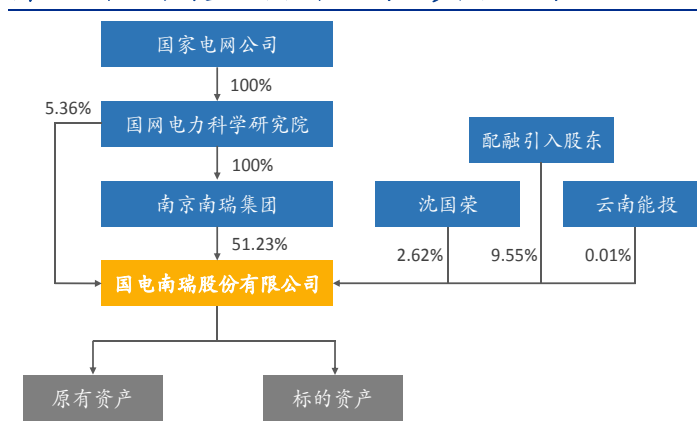 国家电网公司
100%
5.36%
国网电力科学研究院
配融引入股东
100%
南京南瑞集团
沈国荣
云南能投
51.23%
2.62%
9.55%
0.01%
国电南瑞股份有限公司
原有资产
标的资产